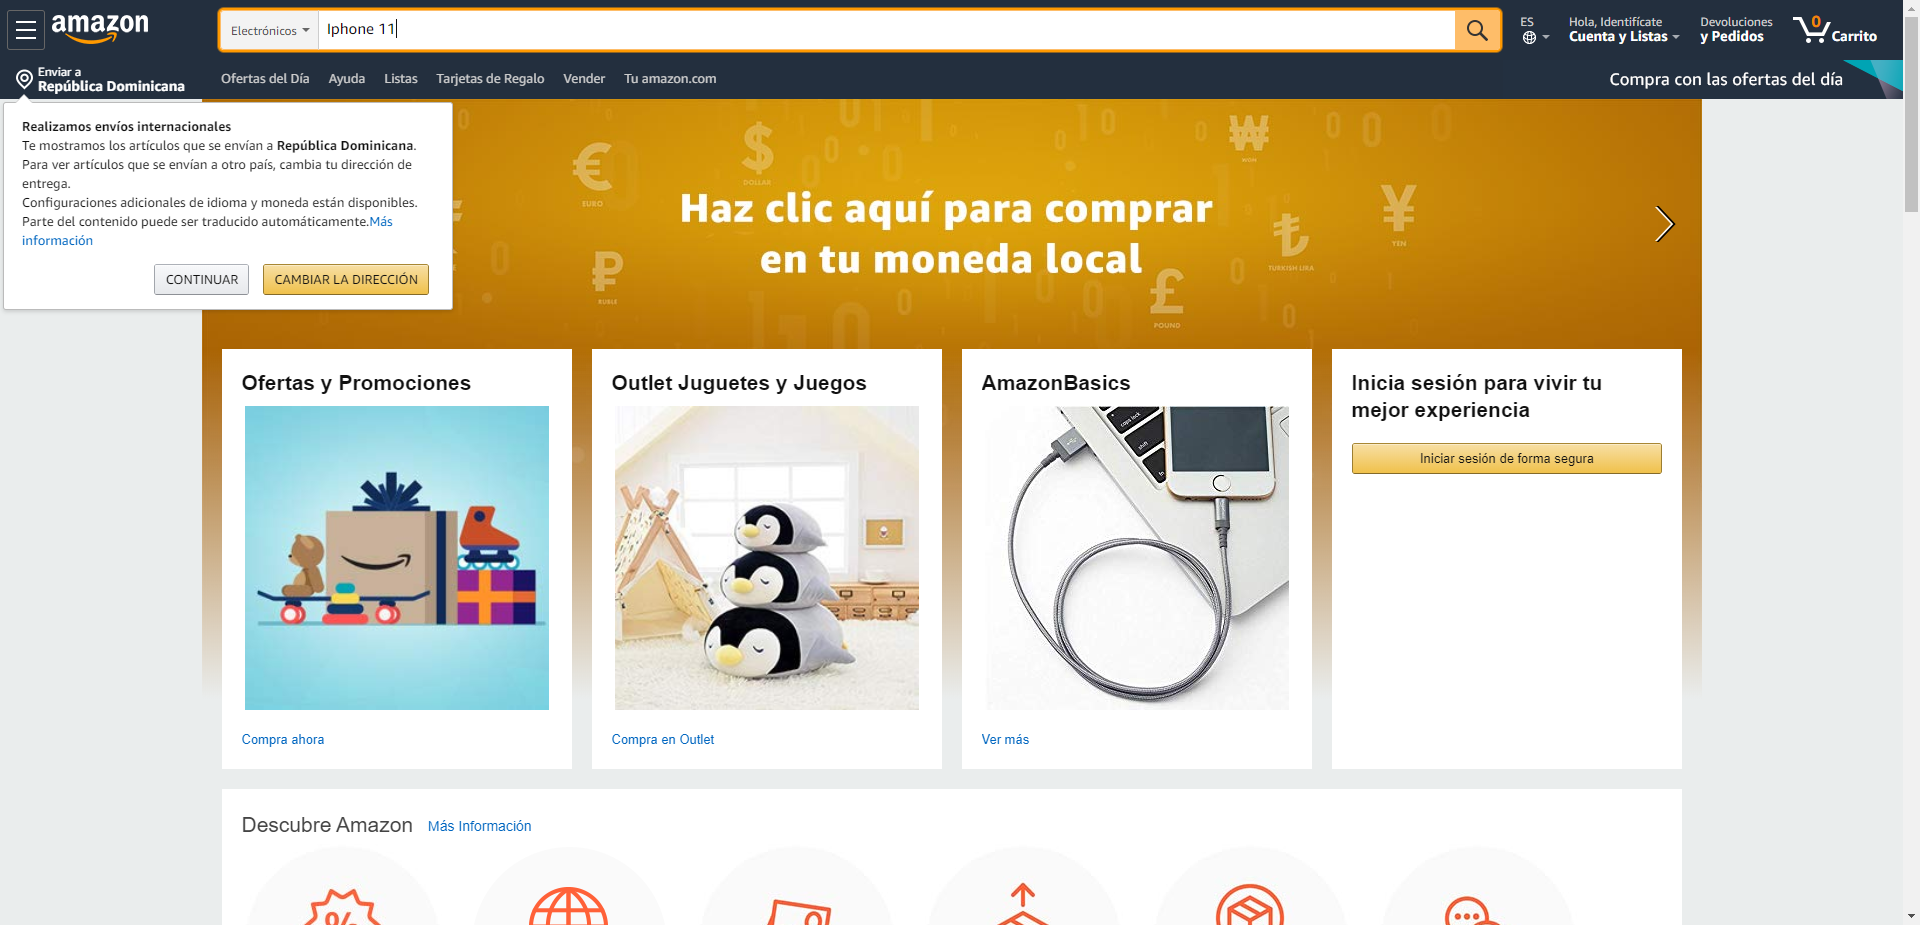 amazon
Electrónicos
Iphone 11
ES
Hola, Identifícate
Cuenta y Listas
Devoluciones
y Pedidos
0
Carrito
Enviar a
República Dominicana
Ofertas del Día
Ayuda
Listas
Tarjetas de Regalo
Vender
Tu amazon.com
Compra con las ofertas del día
Realizamos envíos internacionales
Te mostramos los artículos que se envían a República Dominicana.
Para ver artículos que se envían a otro país, cambia tu dirección de
entrega.
Configuraciones adicionales de idioma y moneda están disponibles.
Parte del contenido puede ser traducido automáticamente.Más
información
CONTINUAR
CAMBIAR LA DIRECCIÓN
€
EURO
$
DOLLAR
₩
WON
¥
YEN
₺
TURKISH LIRA
₽
RUBLE
£
POUND
Haz clic aquí para comprar
en tu moneda local
Ofertas y Promociones
Compra ahora
Outlet Juguetes y Juegos
Compra en Outlet
AmazonBasics
caps lock
shift
Ver más
Inicia sesión para vivir tu
mejor experiencia
Iniciar sesión de forma segura
Descubre Amazon
Más Información
%